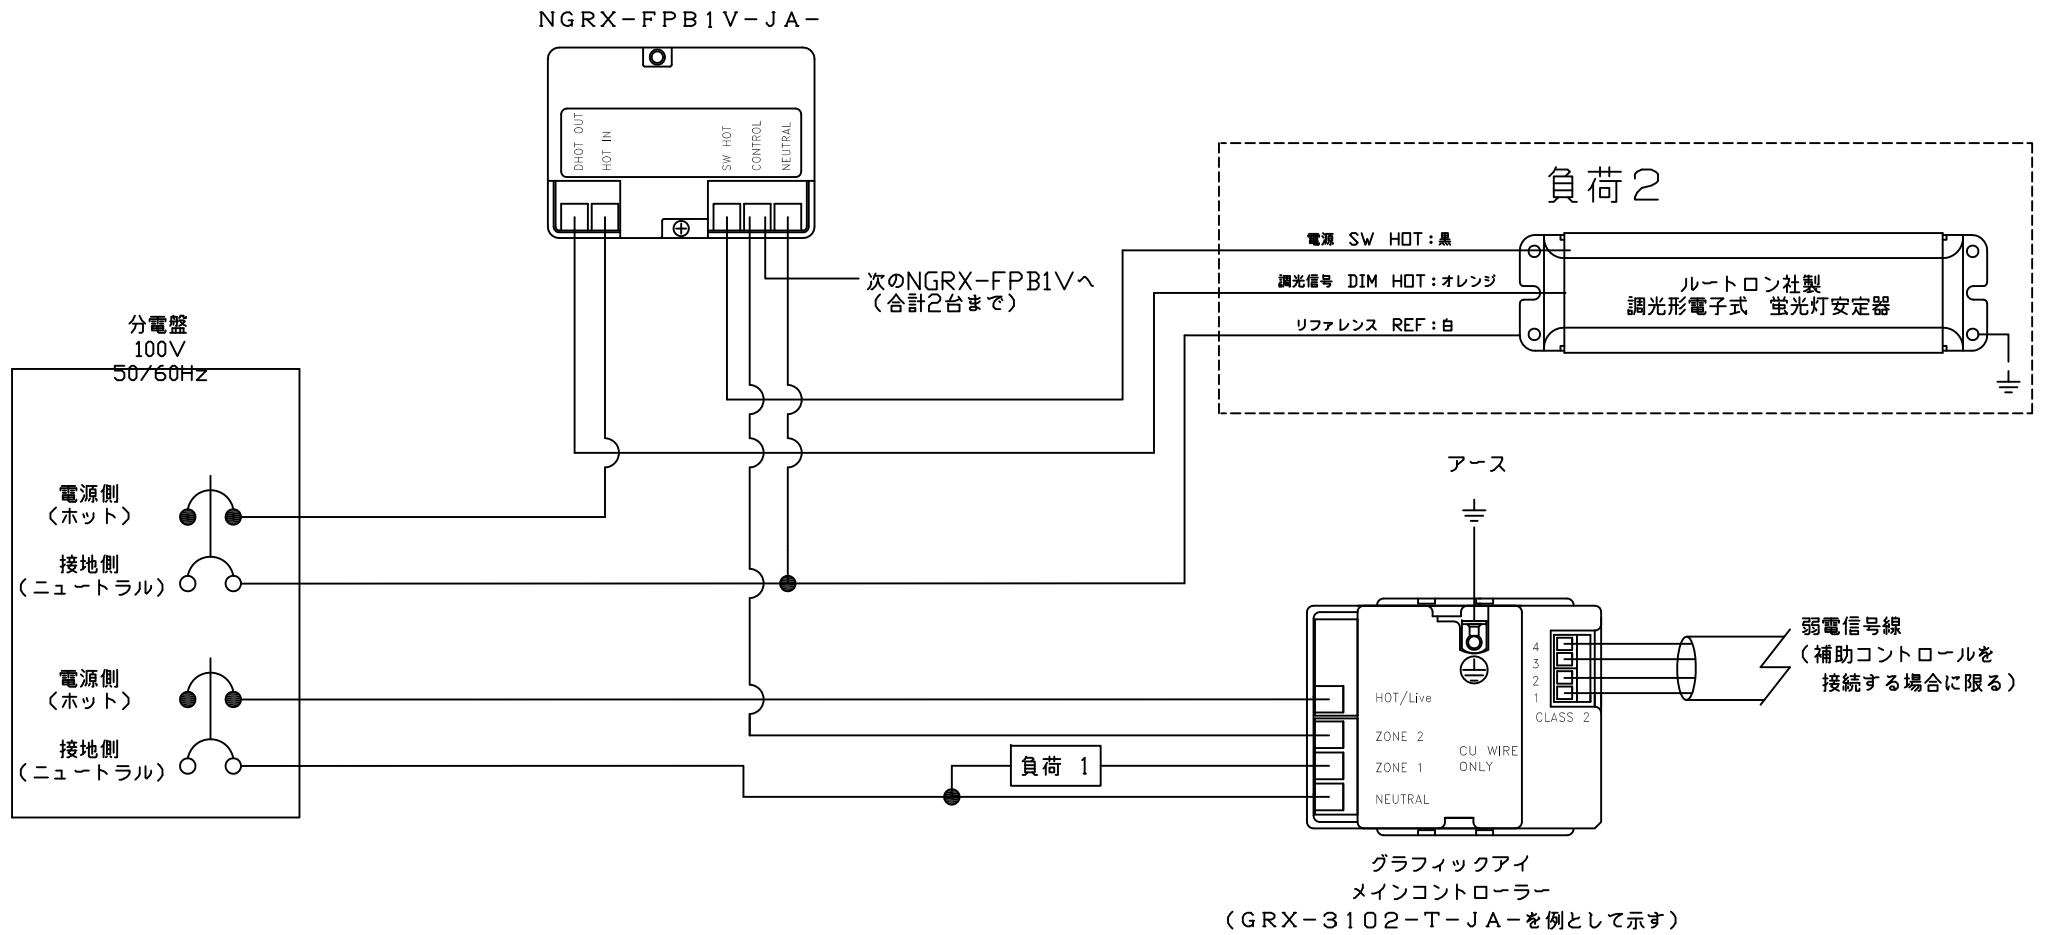 NGRX-FPB1V-JA-
DHOT OUT
HOT IN
SW HOT
CONTROL
NEUTRAL
次のNGRX-FPB1Vへ
(合計2台まで)
負荷2
電源 SW HOT:黒
調光信号 DIM HOT:オレンジ
リファレンス REF:白
ルートロン社製
調光形電子式 蛍光灯安定器
分電盤
100V
50/60Hz
電源側
(ホット)
接地側
(ニュートラル)
電源側
(ホット)
接地側
(ニュートラル)
アース
HOT/Live
ZONE 2
ZONE 1
NEUTRAL
CU WIRE
ONLY
4
3
2
1
CLASS 2
弱電信号線
(補助コントロールを
接続する場合に限る)
負荷 1
グラフィックアイ
メインコントローラー
(GRX-3102-T-JA-を例として示す)